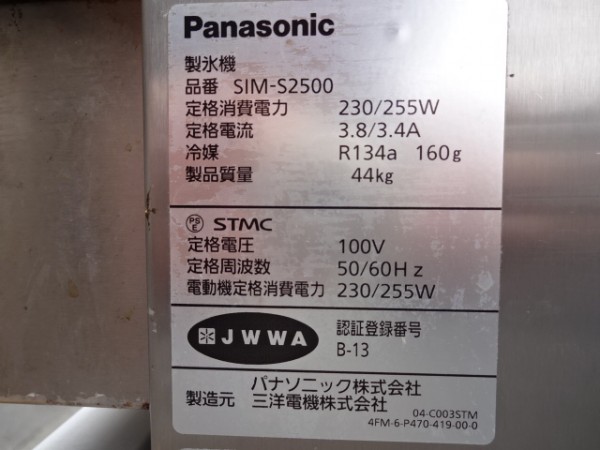 Panasonic
製氷機
品番 SIM-S2500
定格消費電力 230/255W
定格電流 3.8/3.4A
冷媒 R134a 160g
製品質量 44kg
PS E STMC
定格電圧 100V
定格周波数 50/60Hz
電動機定格消費電力 230/255W
JWWA 認証登録番号
B-13
製造元 パナソニック株式会社
三洋電機株式会社
04-C003STM
4FM-6-P470-419-00-0